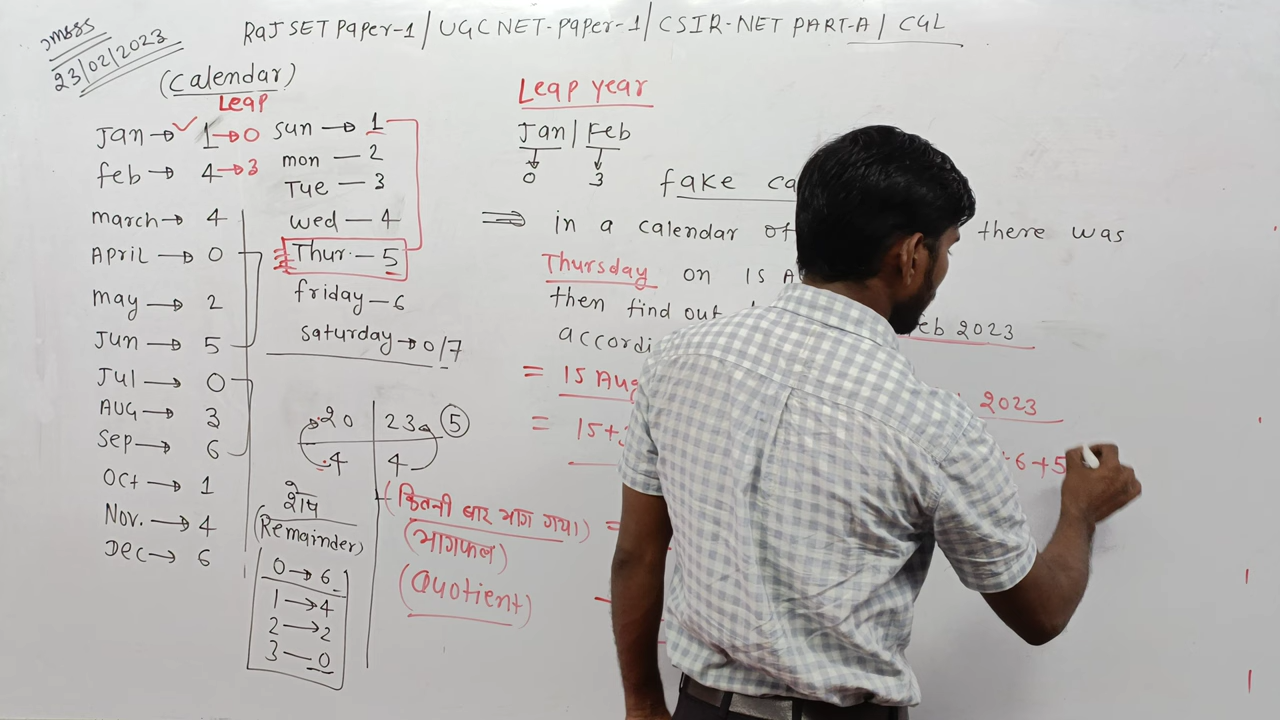 JMGSS
23/02/2023
RAJ SET Paper-1 / UGC NET-Paper-1 / CSIR-NET PART-A / CGL
(Calendar)
Leap
Jan → ✓ 1 → 0
feb → 4 → 3
march → 4
April → 0
may → 2
Jun → 5
Jul → 0
AUG → 3
Sep → 6
Oct → 1
Nov. → 4
Dec → 6
Sun → 1
mon — 2
Tue — 3
wed — 4
Thur — 5
friday — 6
saturday → 0/7
20 | 23 (5)
4 | 4
शेष
(Remainder)
0 → 6
1 → 4
2 → 2
3 — 0
(कितनी बार भाग गया) =
(भागफल)
(Quotient)
Leap year
Jan / Feb
0 3
fake ca
⇒ in a calendar of there was
Thursday on 15 A
then find out eb 2023
accordi
= 15 Aug 2023
= 15+ 6+5